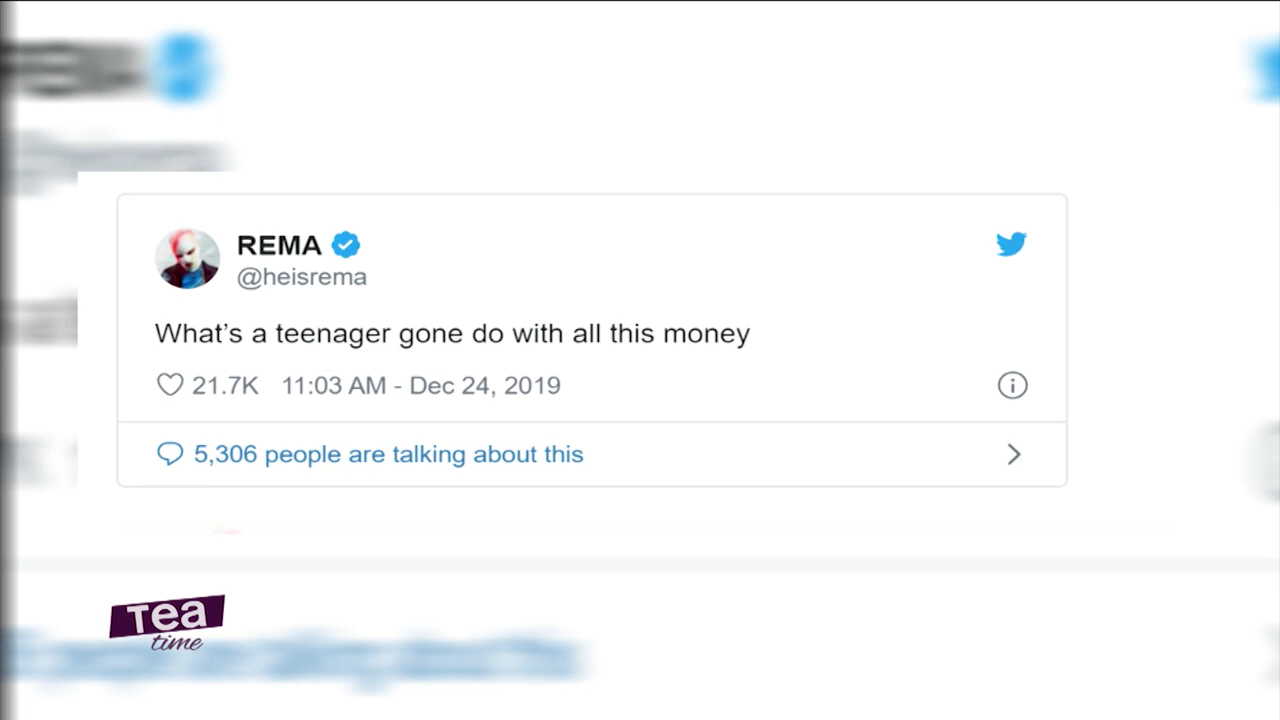 REMA
@heisrema
What's a teenager gone do with all this money
21.7K 11:03 AM - Dec 24, 2019
5,306 people are talking about this
Tea
time